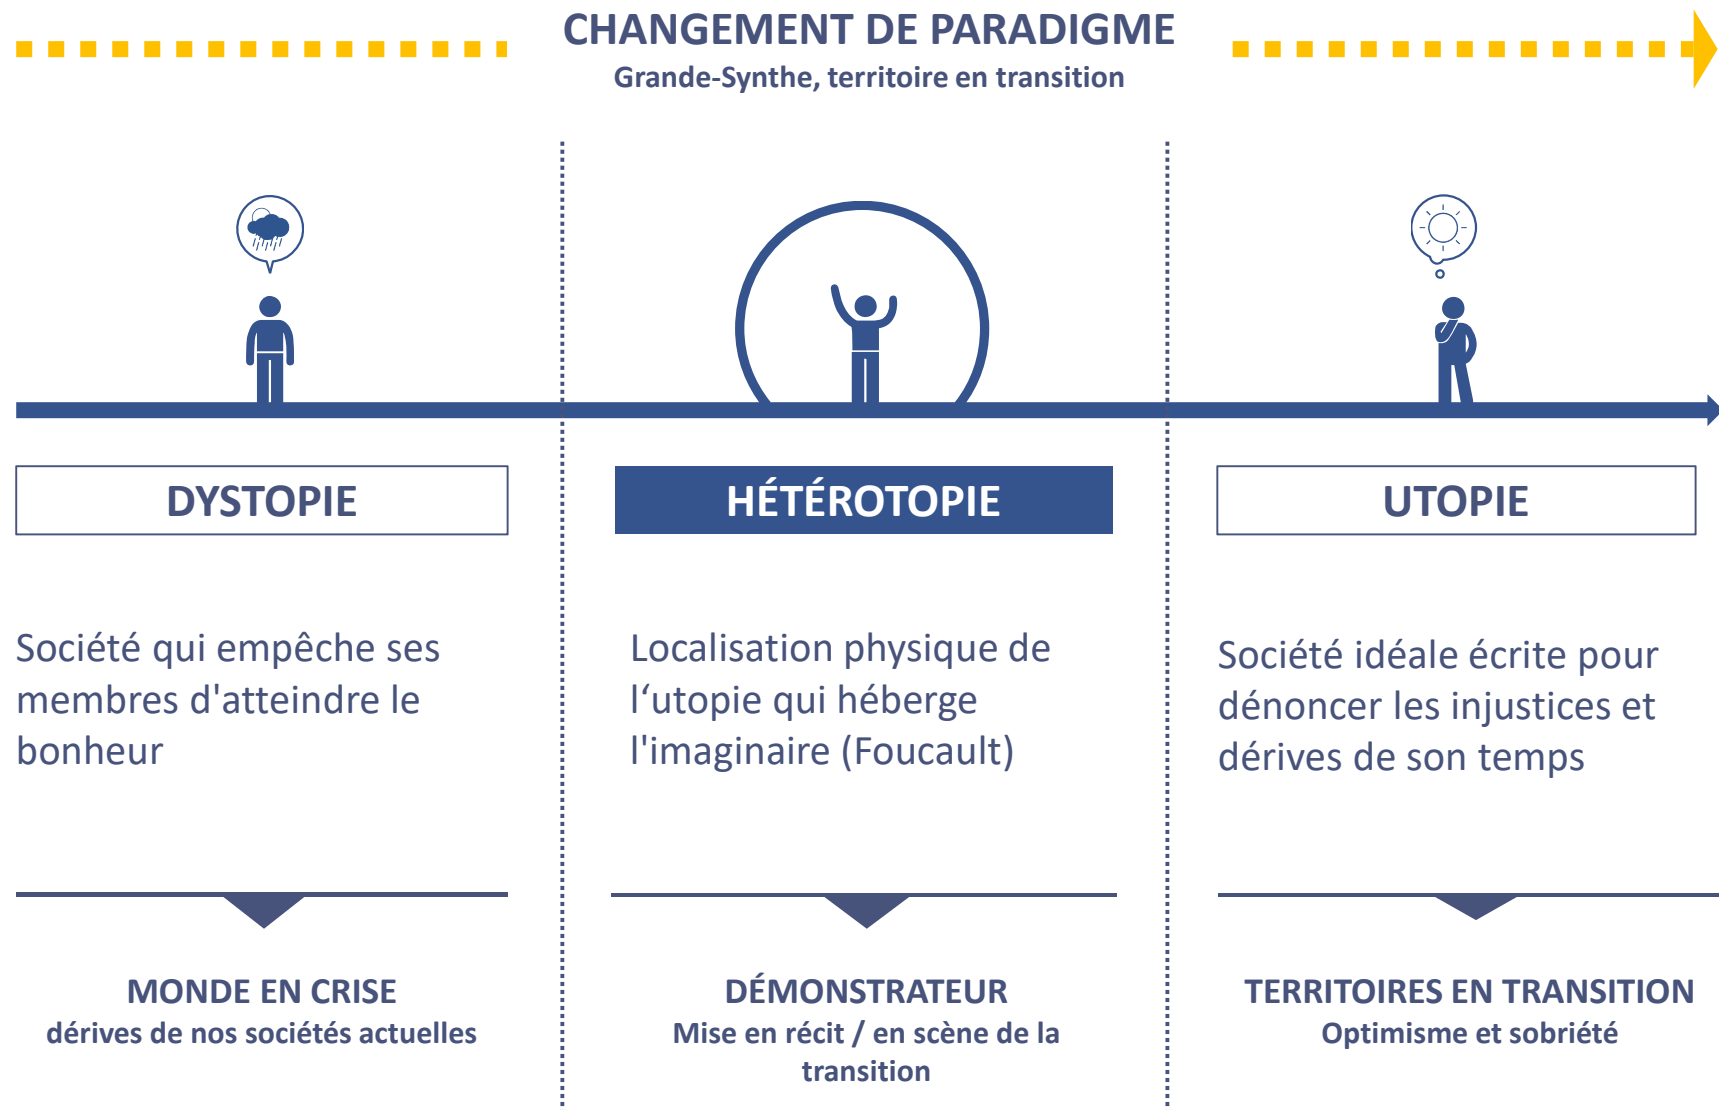 CHANGEMENT DE PARADIGME
Grande-Synthe, territoire en transition
DYSTOPIE
Société qui empêche ses
membres d'atteindre le
bonheur
MONDE EN CRISE
dérives de nos sociétés actuelles
HÉTÉROTOPIE
Localisation physique de
l‘utopie qui héberge
l'imaginaire (Foucault)
DÉMONSTRATEUR
Mise en récit / en scène de la
transition
UTOPIE
Société idéale écrite pour
dénoncer les injustices et
dérives de son temps
TERRITOIRES EN TRANSITION
Optimisme et sobriété